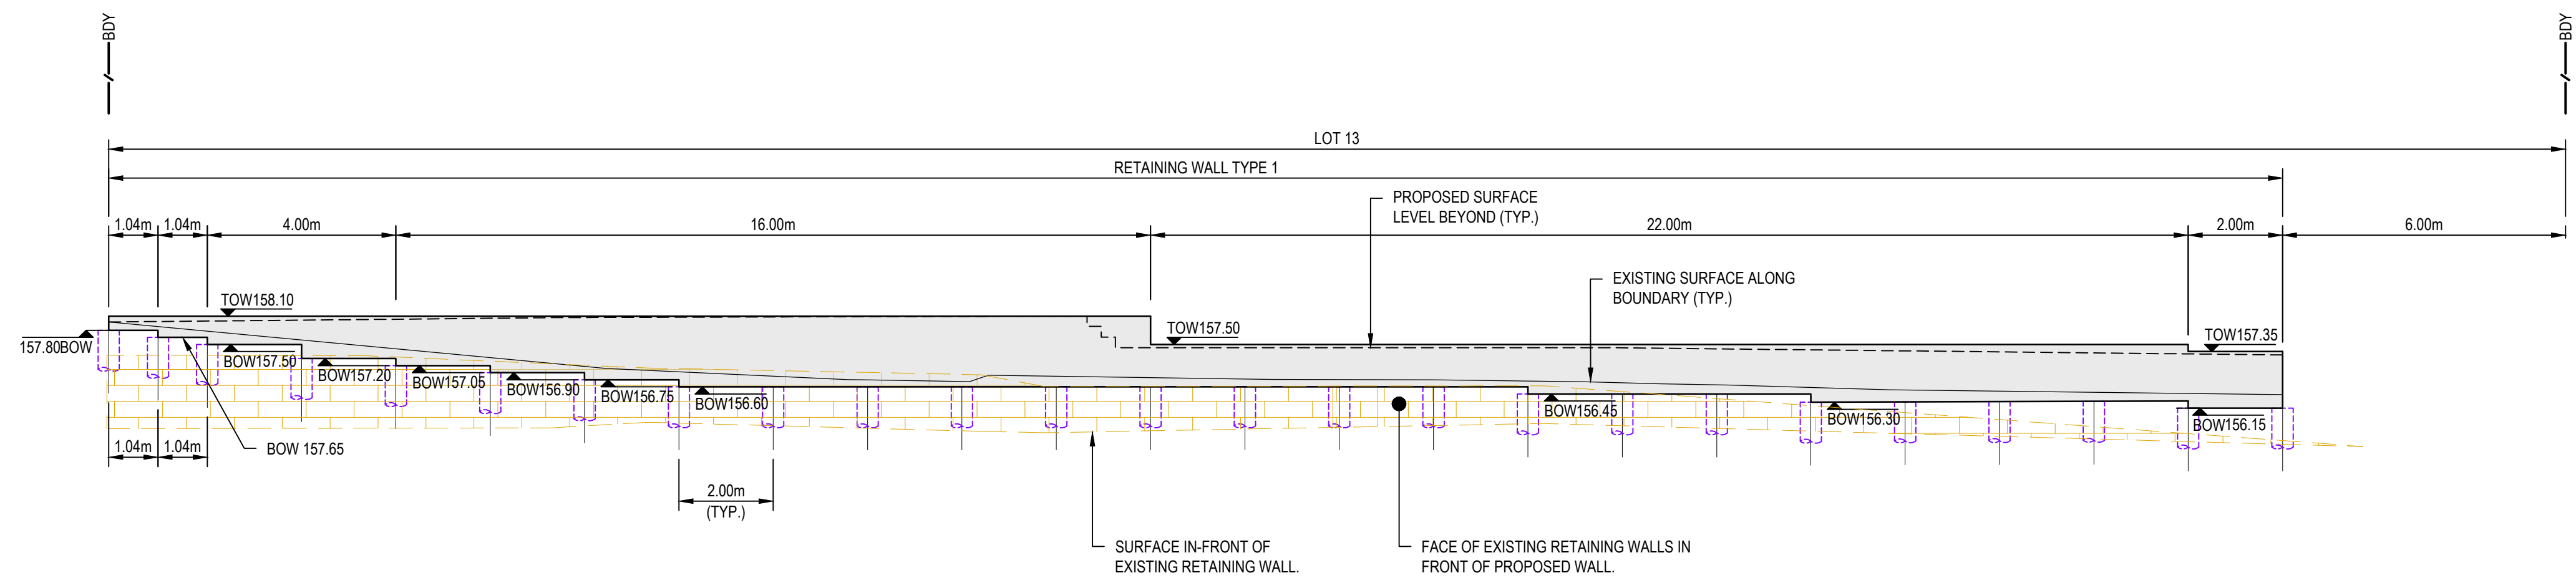 BDY
BDY
LOT 13
RETAINING WALL TYPE 1
PROPOSED SURFACE
LEVEL BEYOND (TYP.)
1.04m
1.04m
4.00m
16.00m
22.00m
2.00m
6.00m
EXISTING SURFACE ALONG
BOUNDARY (TYP.)
TOW158.10
TOW157.50
TOW157.35
157.80BOW
BOW157.50
BOW157.20
BOW157.05
BOW156.90
BOW156.75
BOW156.60
BOW156.45
BOW156.30
BOW156.15
1.04m
1.04m
BOW 157.65
2.00m
(TYP.)
SURFACE IN-FRONT OF
EXISTING RETAINING WALL.
FACE OF EXISTING RETAINING WALLS IN
FRONT OF PROPOSED WALL.